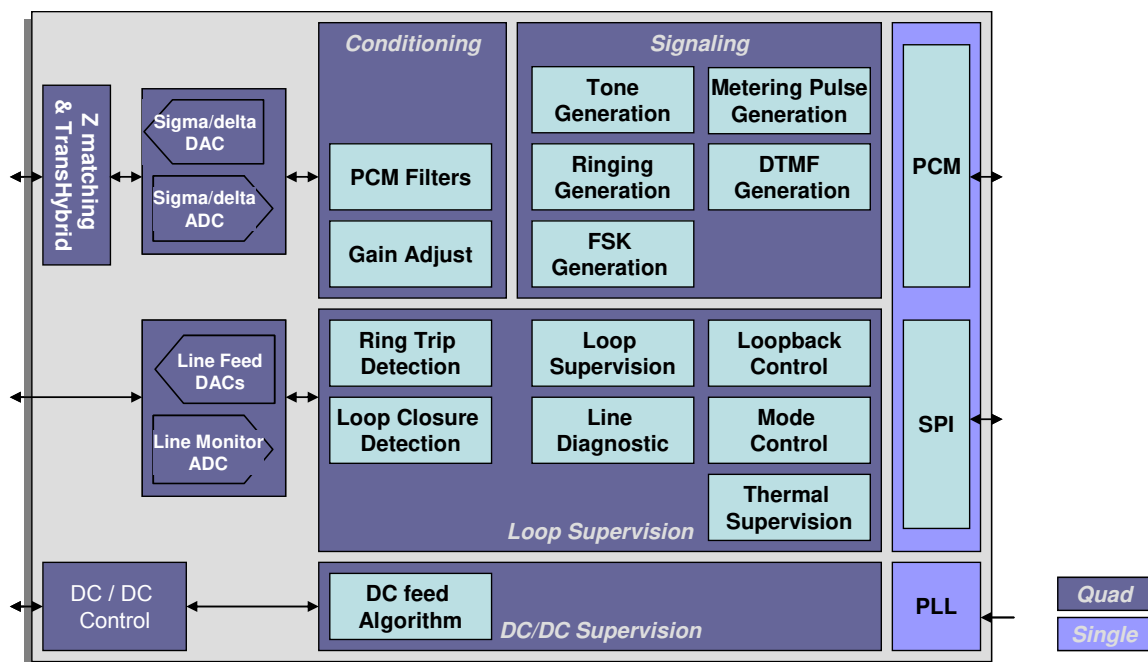 Conditioning
Signaling
Z matching
& TransHybrid
Sigma/delta
DAC
Sigma/delta
ADC
PCM Filters
Gain Adjust
Tone
Generation
Metering Pulse
Generation
Ringing
Generation
DTMF
Generation
FSK
Generation
PCM
Line Feed
DACs
Line Monitor
ADC
Ring Trip
Detection
Loop
Supervision
Loopback
Control
Loop Closure
Detection
Line
Diagnostic
Mode
Control
Thermal
Supervision
Loop Supervision
SPI
DC / DC
Control
DC feed
Algorithm
DC/DC Supervision
PLL
Quad
Single